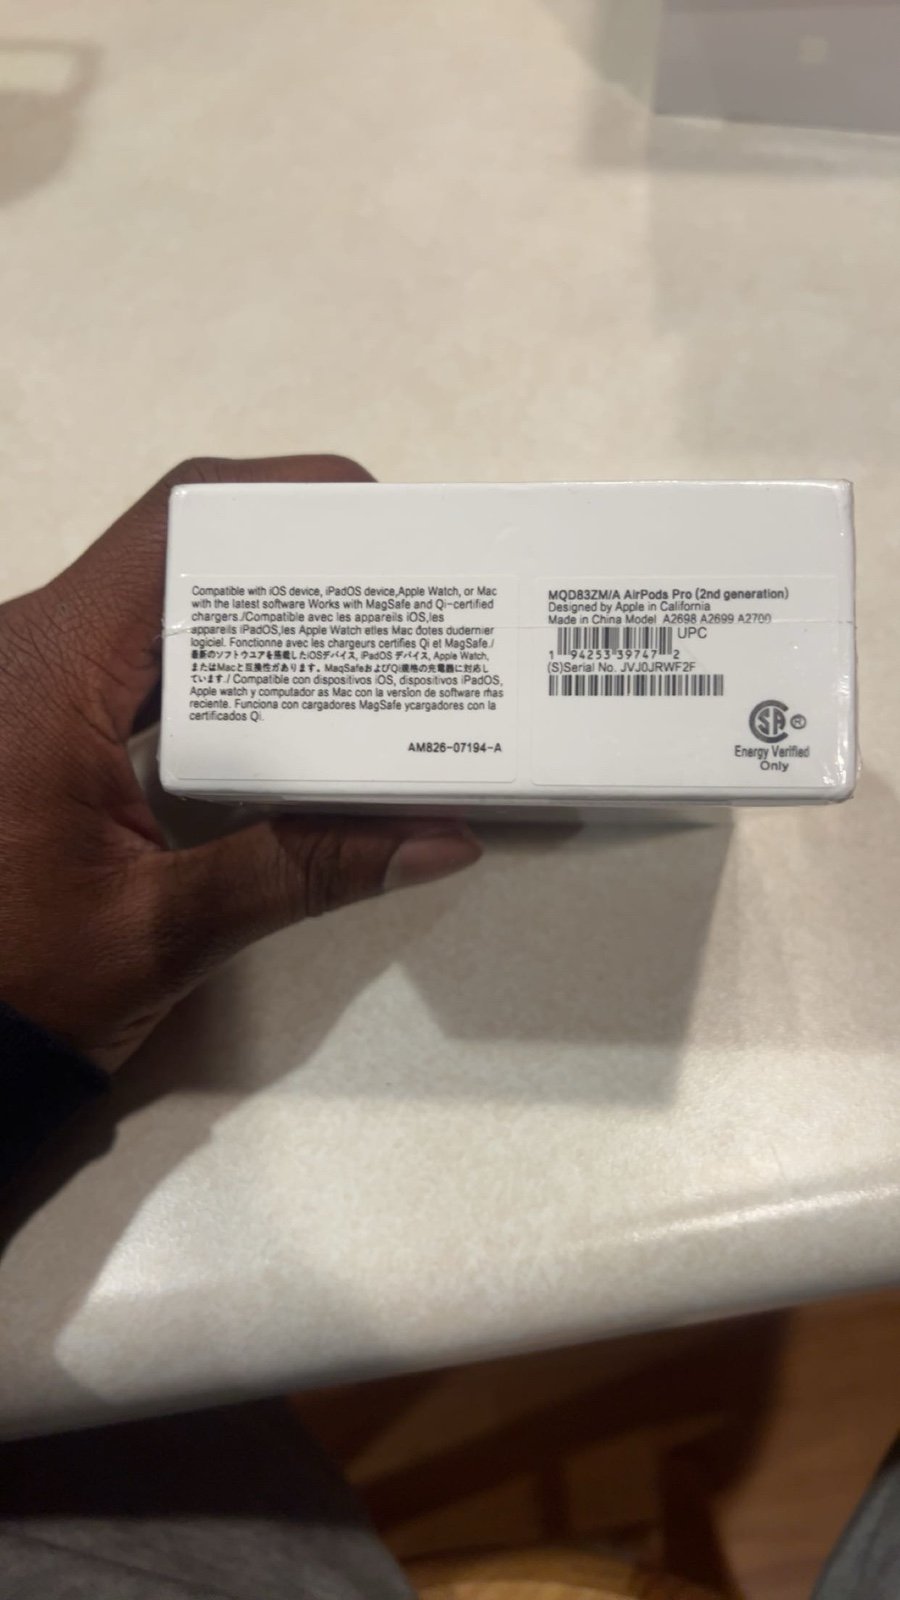 Compatible with iOS device, iPadOS device,Apple Watch, or Mac
with the latest software Works with MagSafe and Qi-certified
chargers./Compatible avec les appareils iOS,les
appareils iPadOS,les Apple Watch etles Mac dotes dudernier
logiciel. Fonctionne avec les chargeurs certifies Qi et MagSafe./
最新のソフトウユアを搭載したiOSデバイス, iPadOS デバイス, Apple Watch,
またはMacと互換性があります。MaqSafeおよびQi規格の充電器に対応し
ています./ Compatible con dispositivos iOS, dispositivos iPadOS,
Apple watch y computador as Mac con la version de software mas
reciente. Funciona con cargadores MagSafe ycargadores con la
certificados Qi.
AM826-07194-A
MQD83ZM/A AirPods Pro (2nd generation)
Designed by Apple in California
Made in China Model A2698 A2699 A2700
UPC
1 94253 39747 2
(S)Serial No. JVJ0JRWF2F
SA ®
Energy Verified
Only